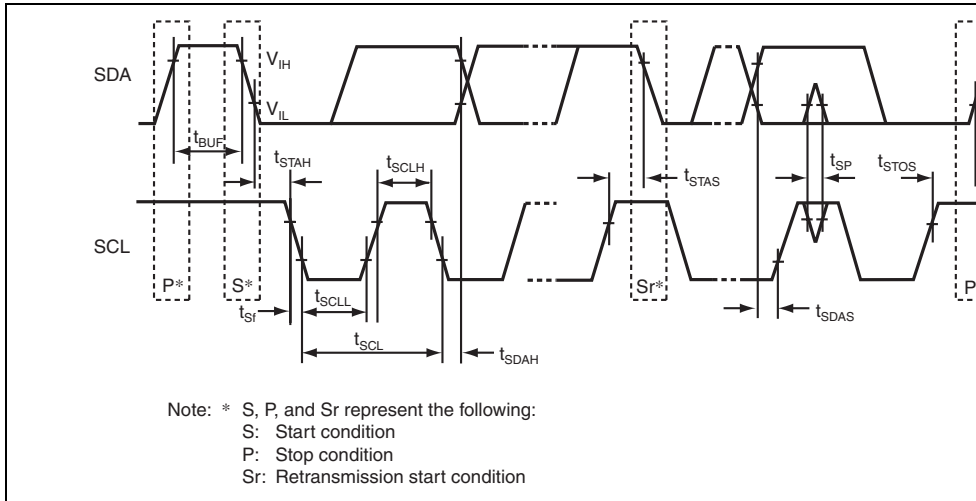 SDA
V_IH
V_IL
t_BUF
t_STAH
t_SCLH
t_STAS
t_SP
t_STOS
SCL
P*
S*
Sr*
P
t_Sf
t_SCLL
t_SCL
t_SDAH
t_SDAS
Note: * S, P, and Sr represent the following:
S: Start condition
P: Stop condition
Sr: Retransmission start condition